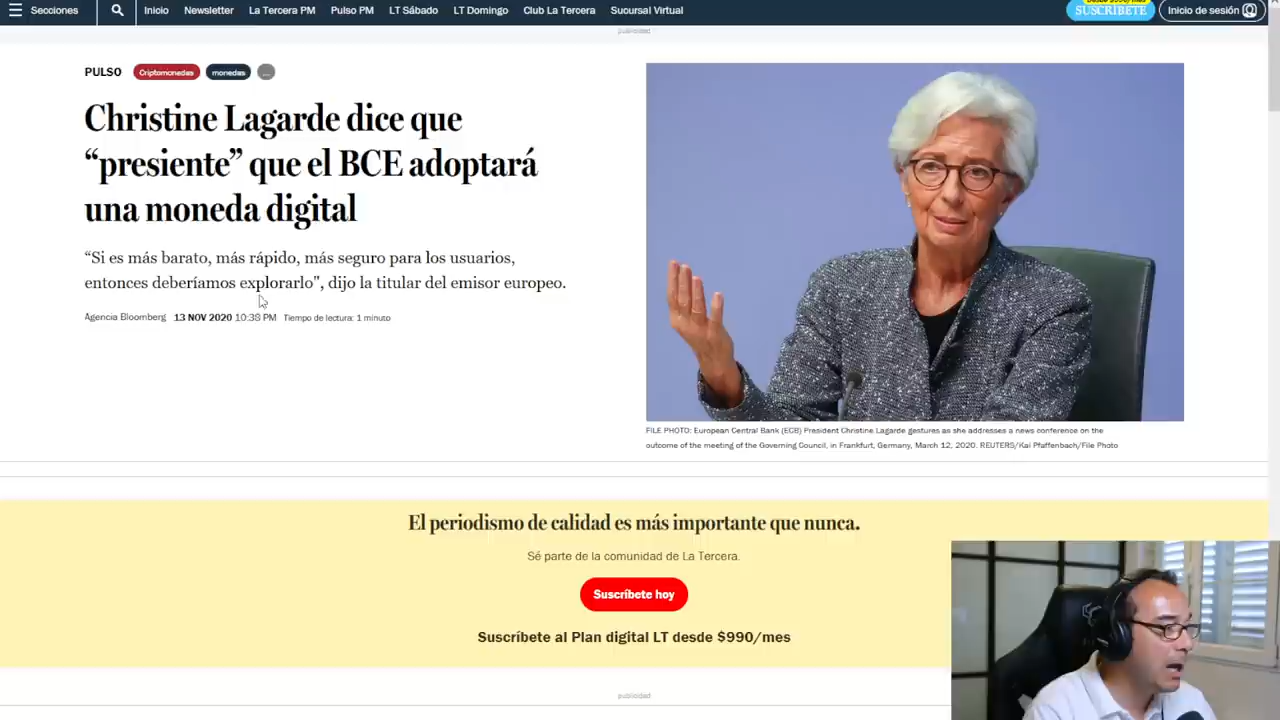 Secciones
Inicio
Newsletter
La Tercera PM
Pulso PM
LT Sábado
LT Domingo
Club La Tercera
Sucursal Virtual
Desde $990/mes
SUSCRÍBETE
Inicio de sesión
publicidad
PULSO
Criptomonedas
monedas
...
Christine Lagarde dice que
“presiente” que el BCE adoptará
una moneda digital
“Si es más barato, más rápido, más seguro para los usuarios,
entonces deberíamos explorarlo", dijo la titular del emisor europeo.
Agencia Bloomberg 13 NOV 2020 10:38 PM Tiempo de lectura: 1 minuto
FILE PHOTO: European Central Bank (ECB) President Christine Lagarde gestures as she addresses a news conference on the
outcome of the meeting of the Governing Council, in Frankfurt, Germany, March 12, 2020. REUTERS/Kai Pfaffenbach/File Photo
El periodismo de calidad es más importante que nunca.
Sé parte de la comunidad de La Tercera.
Suscríbete hoy
Suscríbete al Plan digital LT desde $990/mes
publicidad